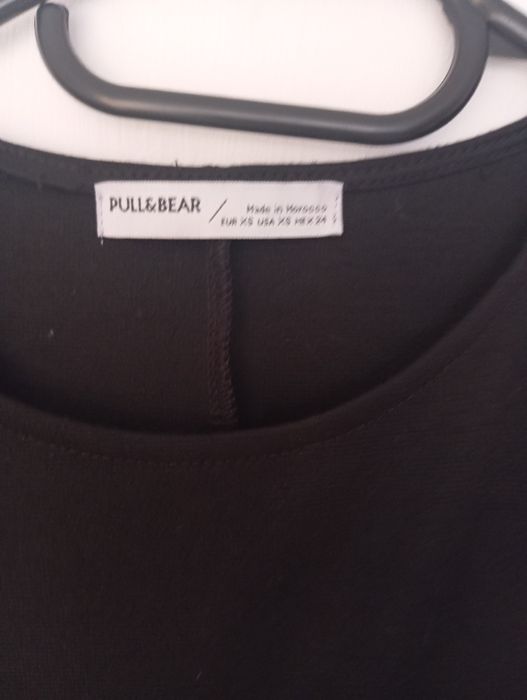 PULL&BEAR / Made in Morocco
EUR XS USA XS MEX 24